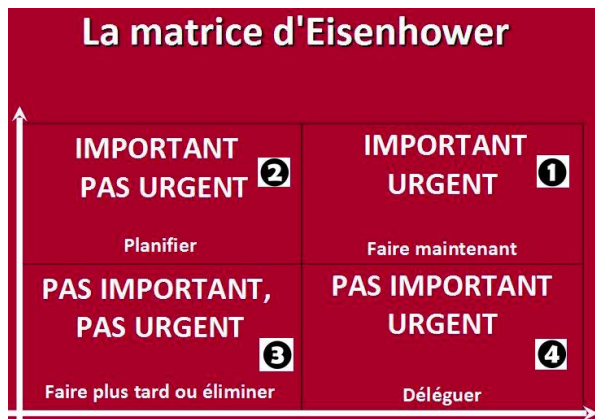 La matrice d'Eisenhower
IMPORTANT
PAS URGENT
2
Planifier
IMPORTANT
URGENT
1
Faire maintenant
PAS IMPORTANT,
PAS URGENT
3
Faire plus tard ou éliminer
PAS IMPORTANT
URGENT
4
Déléguer